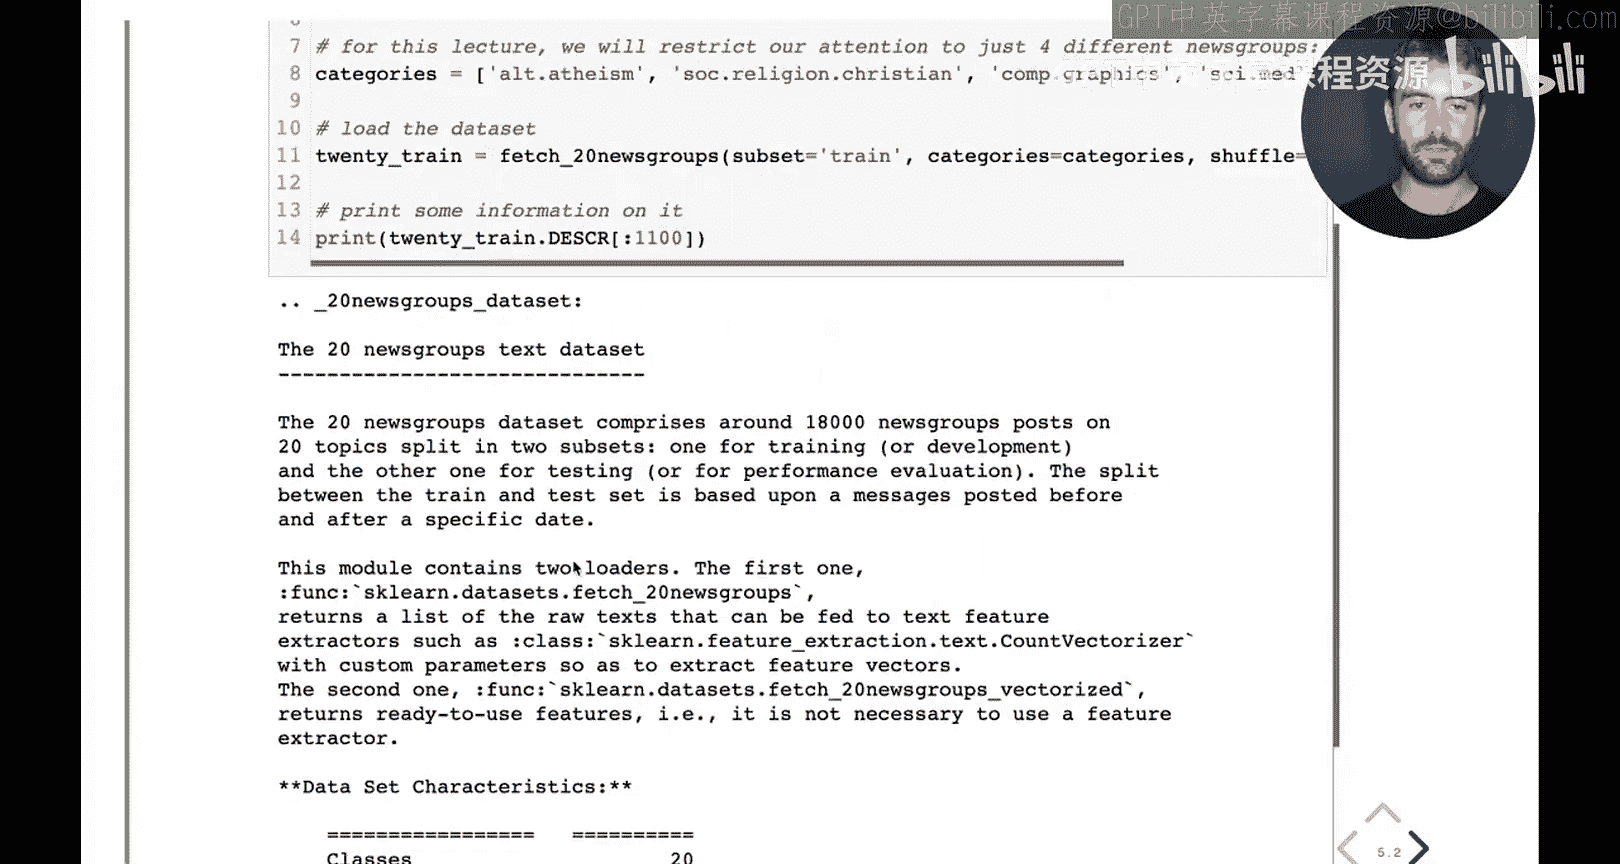 GPT中英字幕课程资源@bilibili.com
课程资源 bilibili
7 # for this lecture, we will restrict our attention to just 4 different newsgroups:
8 categories = ['alt.atheism', 'soc.religion.christian', 'comp.graphics', 'sci.med'
9
10 # load the dataset
11 twenty_train = fetch_20newsgroups(subset='train', categories=categories, shuffle=
12
13 # print some information on it
14 print(twenty_train.DESCR[:1100])
.. _20newsgroups_dataset:
The 20 newsgroups text dataset
------------------------------
The 20 newsgroups dataset comprises around 18000 newsgroups posts on
20 topics split in two subsets: one for training (or development)
and the other one for testing (or for performance evaluation). The split
between the train and test set is based upon a messages posted before
and after a specific date.
This module contains two loaders. The first one,
:func:`sklearn.datasets.fetch_20newsgroups`,
returns a list of the raw texts that can be fed to text feature
extractors such as :class:`sklearn.feature_extraction.text.CountVectorizer`
with custom parameters so as to extract feature vectors.
The second one, :func:`sklearn.datasets.fetch_20newsgroups_vectorized`,
returns ready-to-use features, i.e., it is not necessary to use a feature
extractor.
**Data Set Characteristics:**
================= ==========
Classes 20
5.2